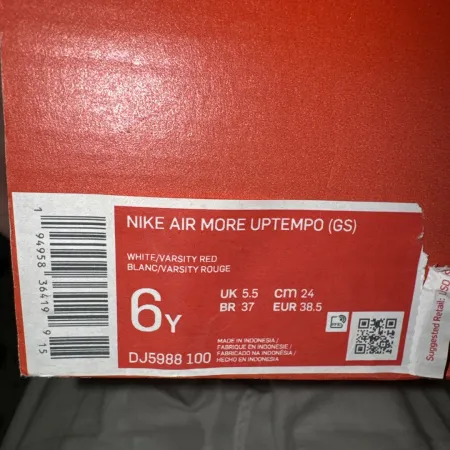 NIKE AIR MORE UPTEMPO (GS)
WHITE/VARSITY RED
BLANC/VARSITY ROUGE
6Y
UK 5.5 cm 24
BR 37 EUR 38.5
DJ5988 100
MADE IN INDONESIA /
FABRIQUE EN INDONESIE /
FABRICADO NA INDONÉSIA /
HECHO EN INDONESIA
1 94958 36419 9 15
Suggested Retail: